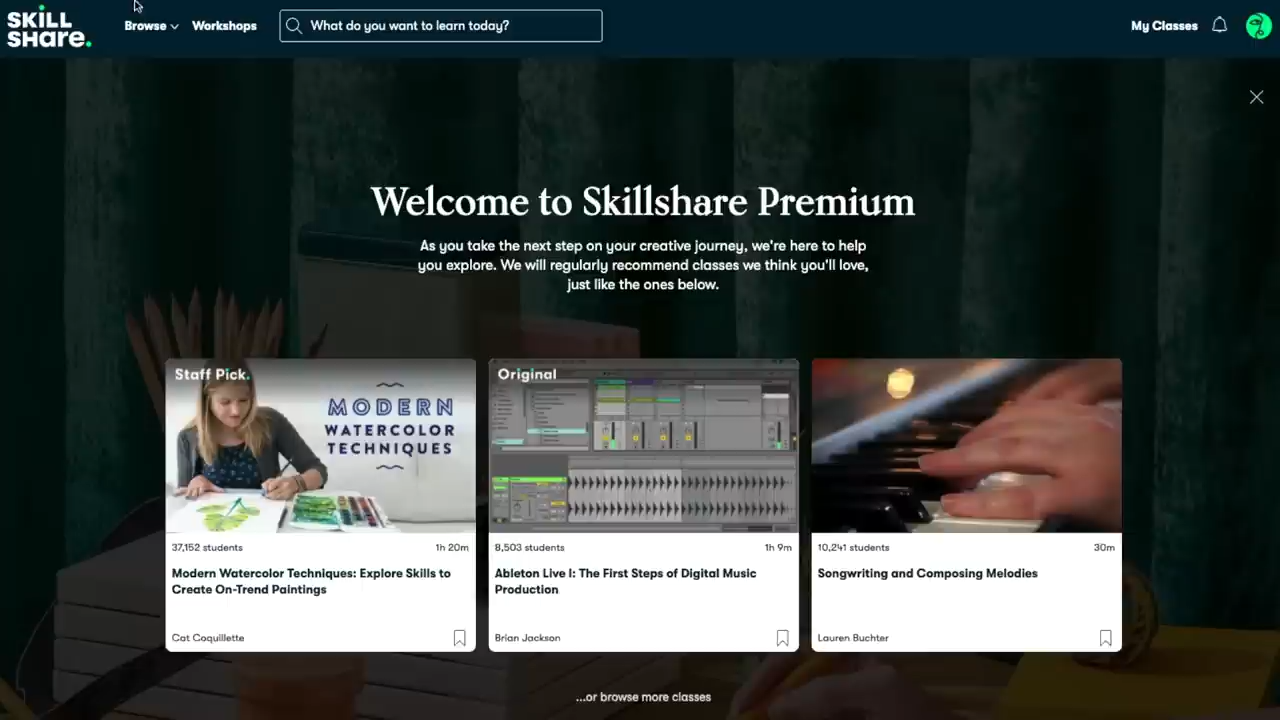 SKILL
SHare.
Browse
Workshops
What do you want to learn today?
My Classes
Welcome to Skillshare Premium
As you take the next step on your creative journey, we're here to help
you explore. We will regularly recommend classes we think you'll love,
just like the ones below.
Staff Pick.
MODERN
WATERCOLOR
TECHNIQUES
37,152 students
1h 20m
Modern Watercolor Techniques: Explore Skills to
Create On-Trend Paintings
Cat Coquillette
Original
8,503 students
1h 9m
Ableton Live I: The First Steps of Digital Music
Production
Brian Jackson
10,241 students
30m
Songwriting and Composing Melodies
Lauren Buchter
...or browse more classes